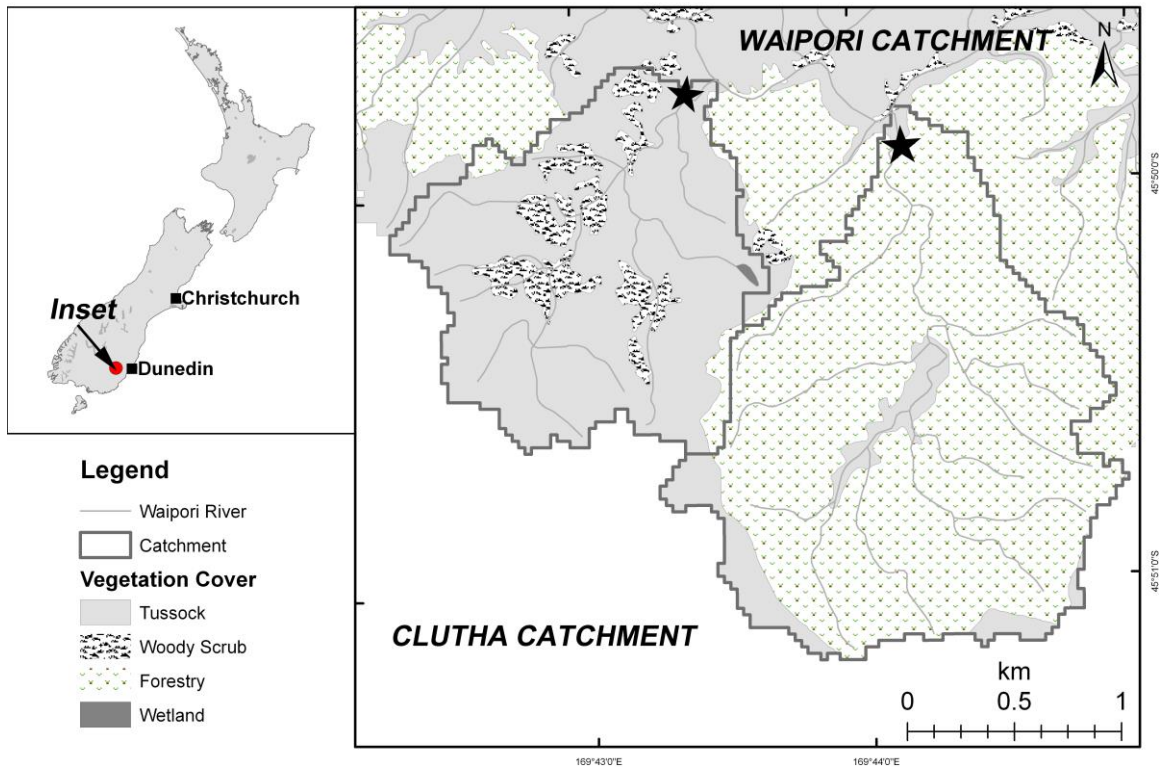 WAIPORI CATCHMENT
N
Christchurch
Inset
Dunedin
45°50'0"S
Legend
Waipori River
Catchment
Vegetation Cover
Tussock
Woody Scrub
Forestry
Wetland
CLUTHA CATCHMENT
45°51'0"S
km
0 0.5 1
169°43'0"E 169°44'0"E